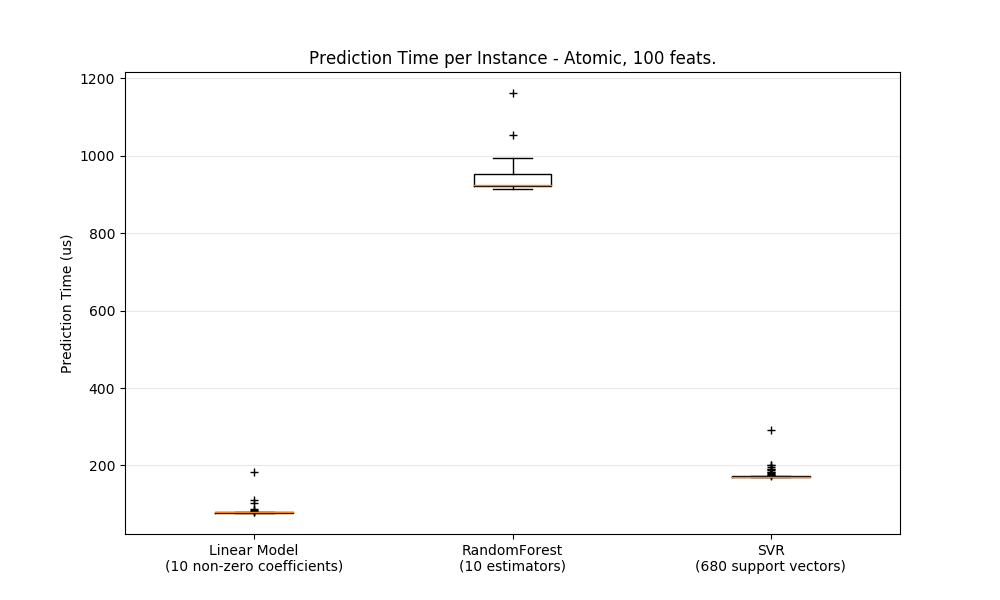 Prediction Time per Instance - Atomic, 100 feats.
1200
1000
800
600
400
200
Prediction Time (us)
Linear Model
(10 non-zero coefficients)
RandomForest
(10 estimators)
SVR
(680 support vectors)